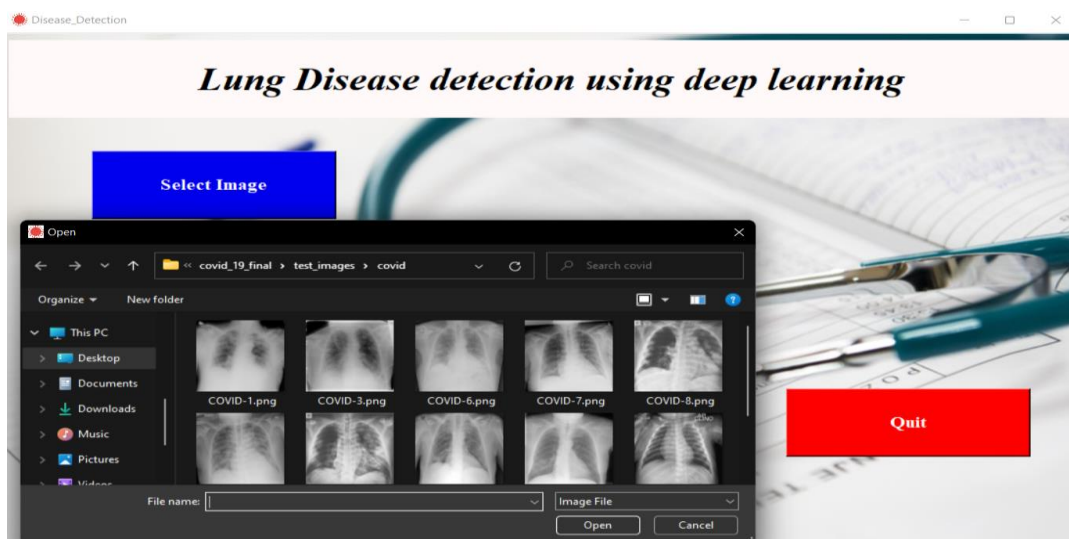 Disease_Detection
Lung Disease detection using deep learning
Select Image
Open
« covid_19_final › test_images › covid
Search covid
Organize
New folder
This PC
Desktop
Documents
Downloads
Music
Pictures
Videos
COVID-1.png COVID-3.png COVID-6.png COVID-7.png COVID-8.png
Quit
File name:
Image File
Open
Cancel